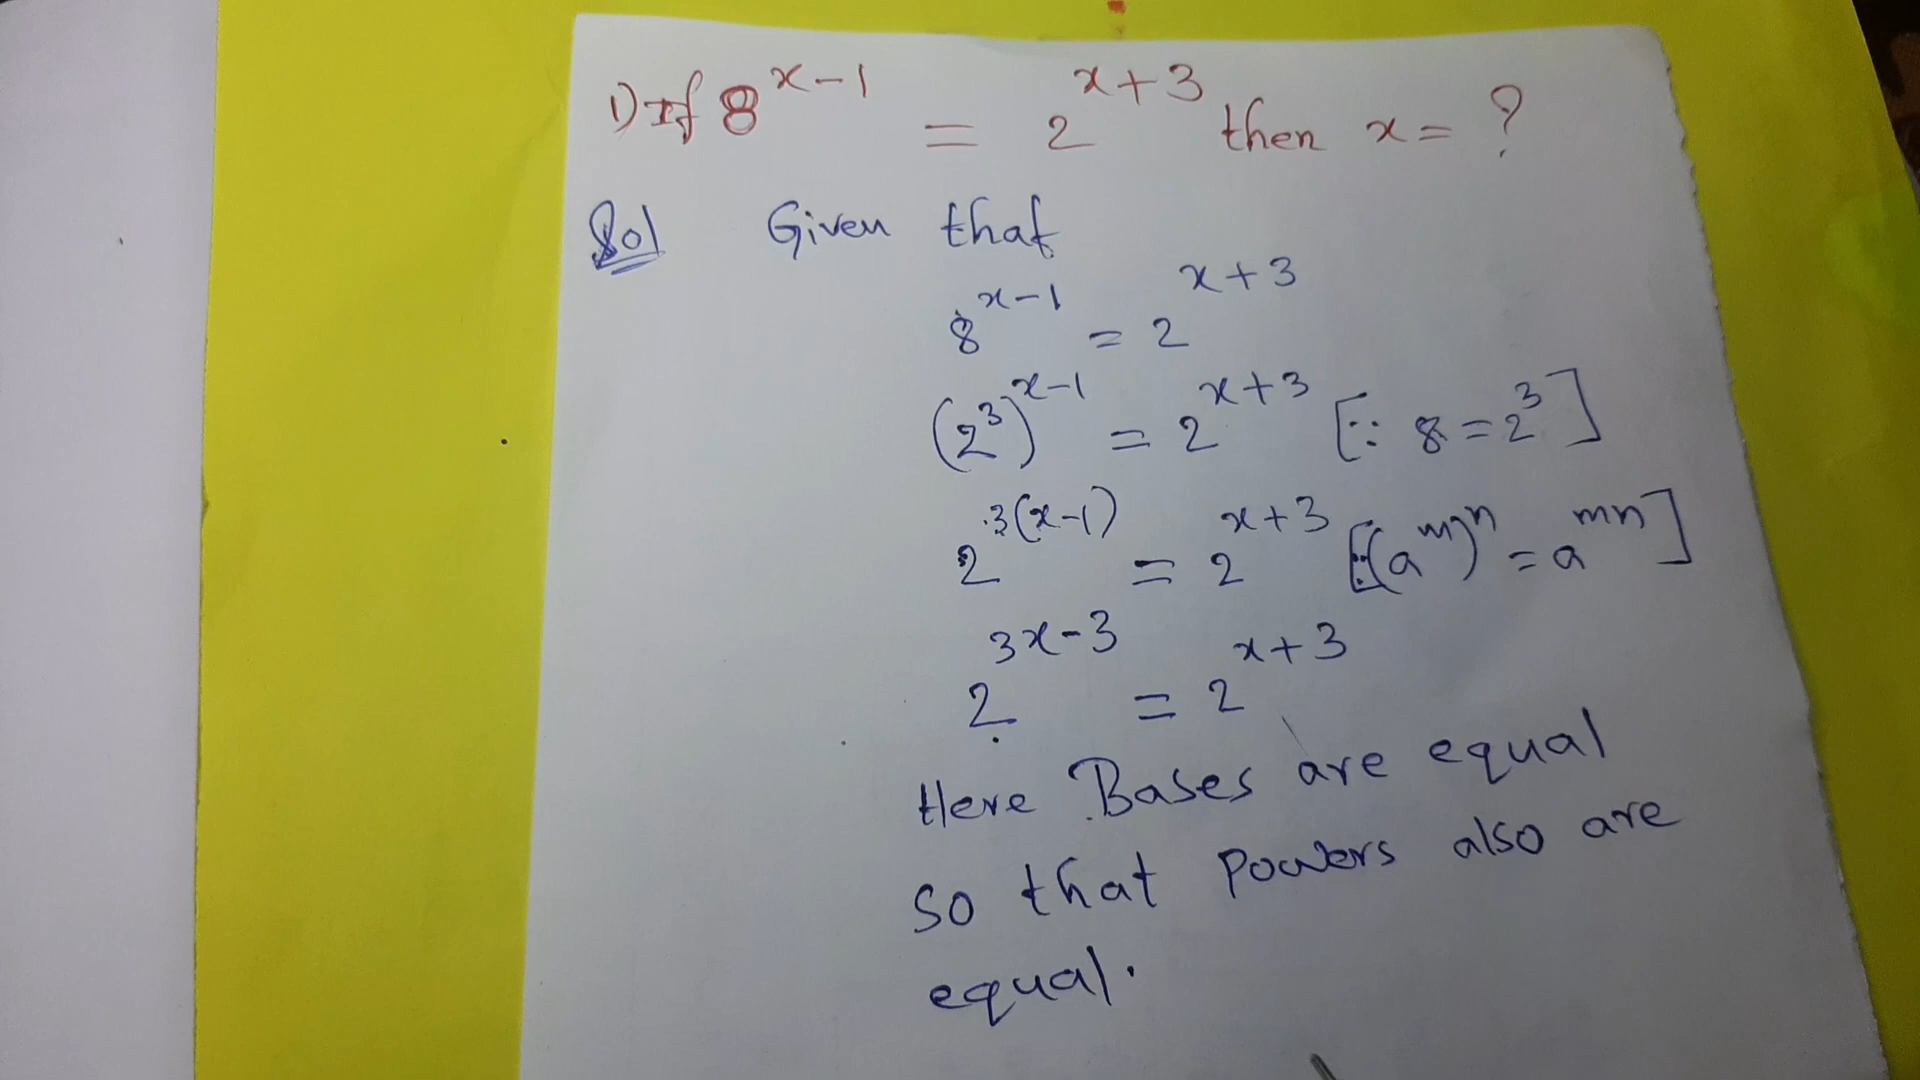 1) If 8^{x-1} = 2^{x+3} then x = ?
Sol Given that
8^{x-1} = 2^{x+3}
(2^3)^{x-1} = 2^{x+3} [∵ 8 = 2^3]
2^{3(x-1)} = 2^{x+3} [∵ (a^m)^n = a^{mn}]
2^{3x-3} = 2^{x+3}
Here Bases are equal
so that powers also are
equal.